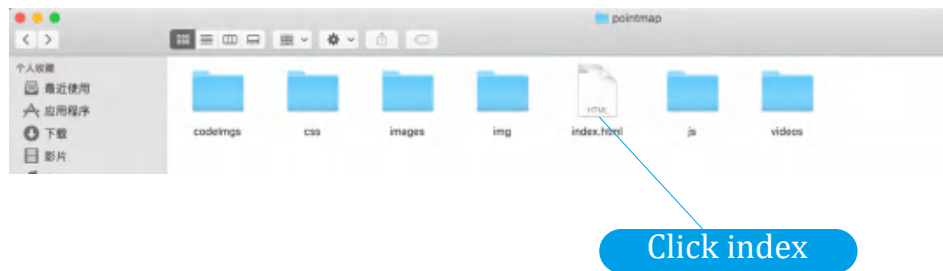 pointmap
个人收藏
最近使用
应用程序
下载
影片
codeimgs
css
images
img
HTML
index.html
js
videos
Click index